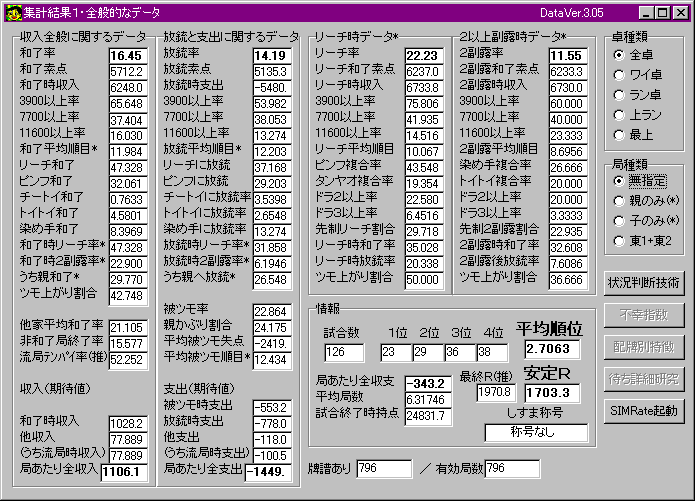 集計結果1・全般的なデータ DataVer.3.05
収入全般に関するデータ
和了率 16.45
和了素点 5712.2
和了時収入 6248.0
3900以上率 65.648
7700以上率 37.404
11600以上率 16.030
和了平均順目* 11.984
リーチ和了 47.328
ピンフ和了 32.061
チートイ和了 0.7633
トイトイ和了 4.5801
染め手和了 8.3969
和了時リーチ率* 47.328
和了時2副露率* 22.900
うち親和了* 29.770
ツモ上がり割合 42.748
他家平均和了率 21.105
非和了局終了率 15.577
流局テンパイ率(推) 52.252
収入(期待値)
和了時収入 1028.2
他収入 77.889
(うち流局時収入) 77.889
局あたり全収入 1106.1
放銃と支出に関するデータ
放銃率 14.19
放銃素点 5135.3
放銃時支出 -5480.
3900以上率 53.982
7700以上率 38.053
11600以上率 13.274
放銃平均順目* 12.203
リーチに放銃 37.168
ピンフに放銃 29.203
チートイに放銃率 3.5398
トイトイに放銃率 2.6548
染め手に放銃率 13.274
放銃時リーチ率* 31.858
放銃時2副露率* 6.1946
うち親へ放銃 26.548
被ツモ率 22.864
親かぶり割合 24.175
平均被ツモ失点 -2419.
平均被ツモ順目* 12.434
支出(期待値)
被ツモ時支出 -553.2
放銃時支出 -778.0
他支出 -118.0
(うち流局時支出) -100.5
局あたり全支出 -1449.
リーチ時データ*
リーチ率 22.23
リーチ和了素点 6237.0
リーチ時収入 6733.8
3900以上率 75.806
7700以上率 41.935
11600以上率 14.516
リーチ平均順目 10.067
ピンフ複合率 43.548
タンヤオ複合率 19.354
ドラ2以上率 22.580
ドラ3以上率 6.4516
先制リーチ割合 29.718
リーチ時和了率 35.028
リーチ時放銃率 20.338
ツモ上がり割合 50.000
2以上副露時データ*
2副露率 11.55
2副露和了素点 6233.3
2副露時収入 6730.0
3900以上率 60.000
7700以上率 40.000
11600以上率 23.333
2副露平均順目 8.6956
染め手複合率 26.666
トイトイ複合率 20.000
ドラ2以上率 20.000
ドラ3以上率 3.3333
先制2副露割合 22.935
2副露時和了率 32.608
2副露後放銃率 7.6086
ツモ上がり割合 36.666
情報
試合数 1位 2位 3位 4位 平均順位
126 23 29 36 38 2.7063
局あたり全収支 -343.2
平均局数 6.31746
試合終了時持点 24831.7
最終R(推) 1970.8
安定R 1703.3
しすま称号
称号なし
牌譜あり 796 / 有効局数 796
卓種類
全卓
ワイ卓
ラン卓
上ラン
最上
局種類
無指定
親のみ(*)
子のみ(*)
東1+東2
状況判断技術
不幸指数
配牌別特徴
待ち詳細研究
SIMRate起動